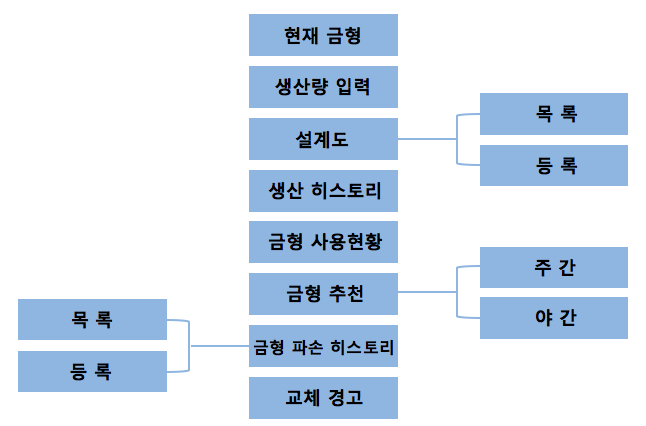 현재 금형
생산량 입력
설계도
목 록
등 록
생산 히스토리
금형 사용현황
금형 추천
주 간
야 간
금형 파손 히스토리
목 록
등 록
교체 경고